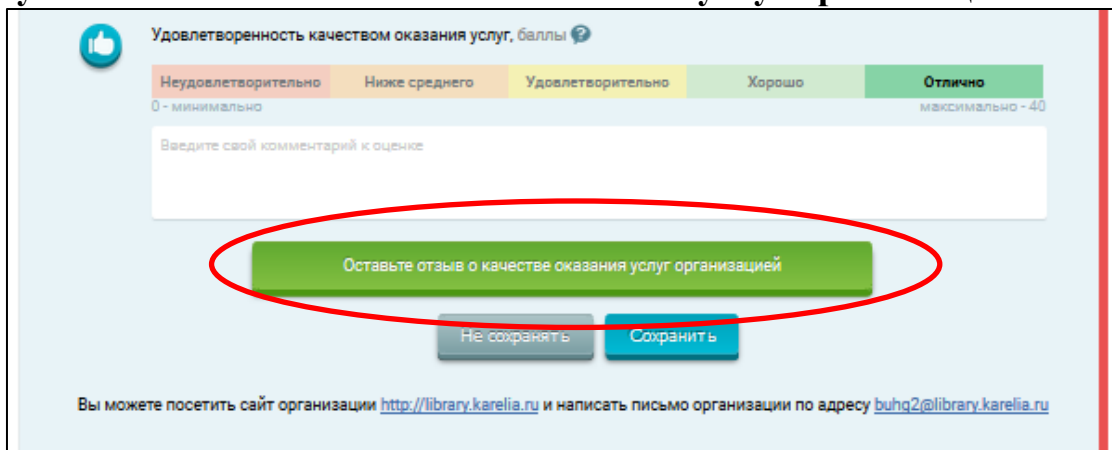 Удовлетворенность качеством оказания услуг, баллы ?
Неудовлетворительно Ниже среднего Удовлетворительно Хорошо Отлично
0 - минимально максимально - 40
Введите свой комментарий к оценке
Оставьте отзыв о качестве оказания услуг организацией
Не сохранять Сохранить
Вы можете посетить сайт организации http://library.karelia.ru и написать письмо организации по адресу buhg2@library.karelia.ru